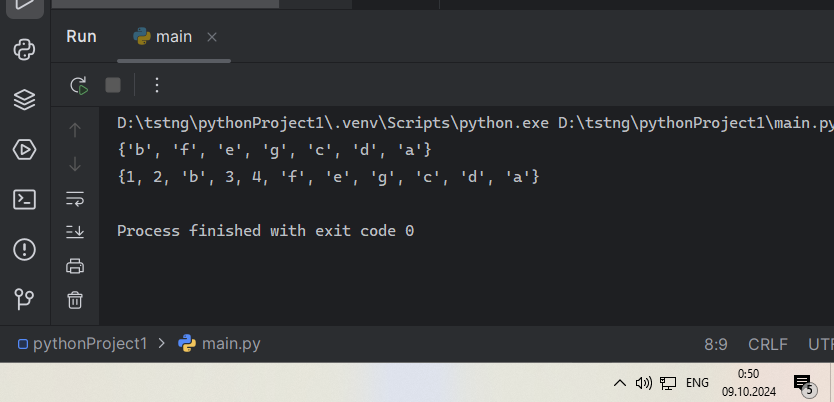 Run main
D:\tstng\pythonProject1\.venv\Scripts\python.exe D:\tstng\pythonProject1\main.py
{'b', 'f', 'e', 'g', 'c', 'd', 'a'}
{1, 2, 'b', 3, 4, 'f', 'e', 'g', 'c', 'd', 'a'}
Process finished with exit code 0
pythonProject1 > main.py 8:9 CRLF UTF
ENG
0:50
09.10.2024
5